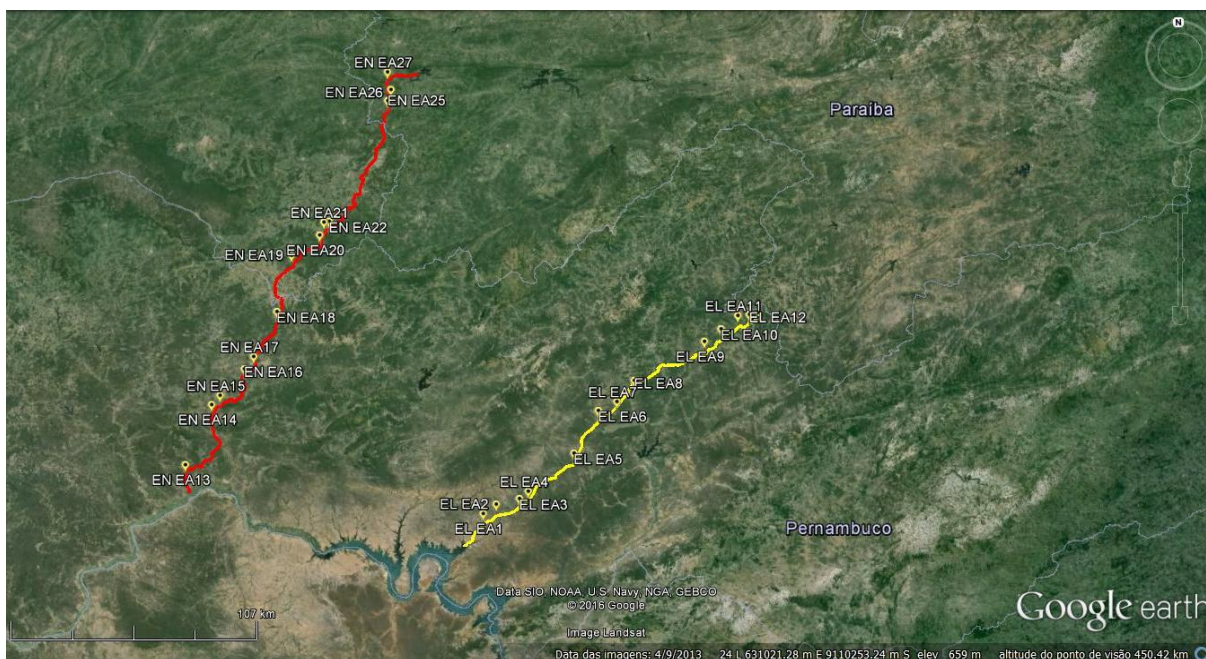 N
EN EA27
EN EA26
EN EA25
Paraíba
EN EA21
EN EA22
EN EA20
EN EA19
EN EA18
EL EA11
EL EA12
EL EA10
EN EA17
EL EA9
EN EA16
EN EA15
EL EA8
EL EA7
EN EA14
EL EA6
EL EA5
EN EA13
EL EA4
EL EA2
EL EA3
EL EA1
Pernambuco
Data SIO, NOAA, U.S. Navy, NGA, GEBCO
© 2016 Google
Google earth
107 km
Image Landsat
Data das imagens: 4/9/2013 24 L 631021.28 m E 9110253.24 m S elev 659 m altitude do ponto de visão 450.42 km